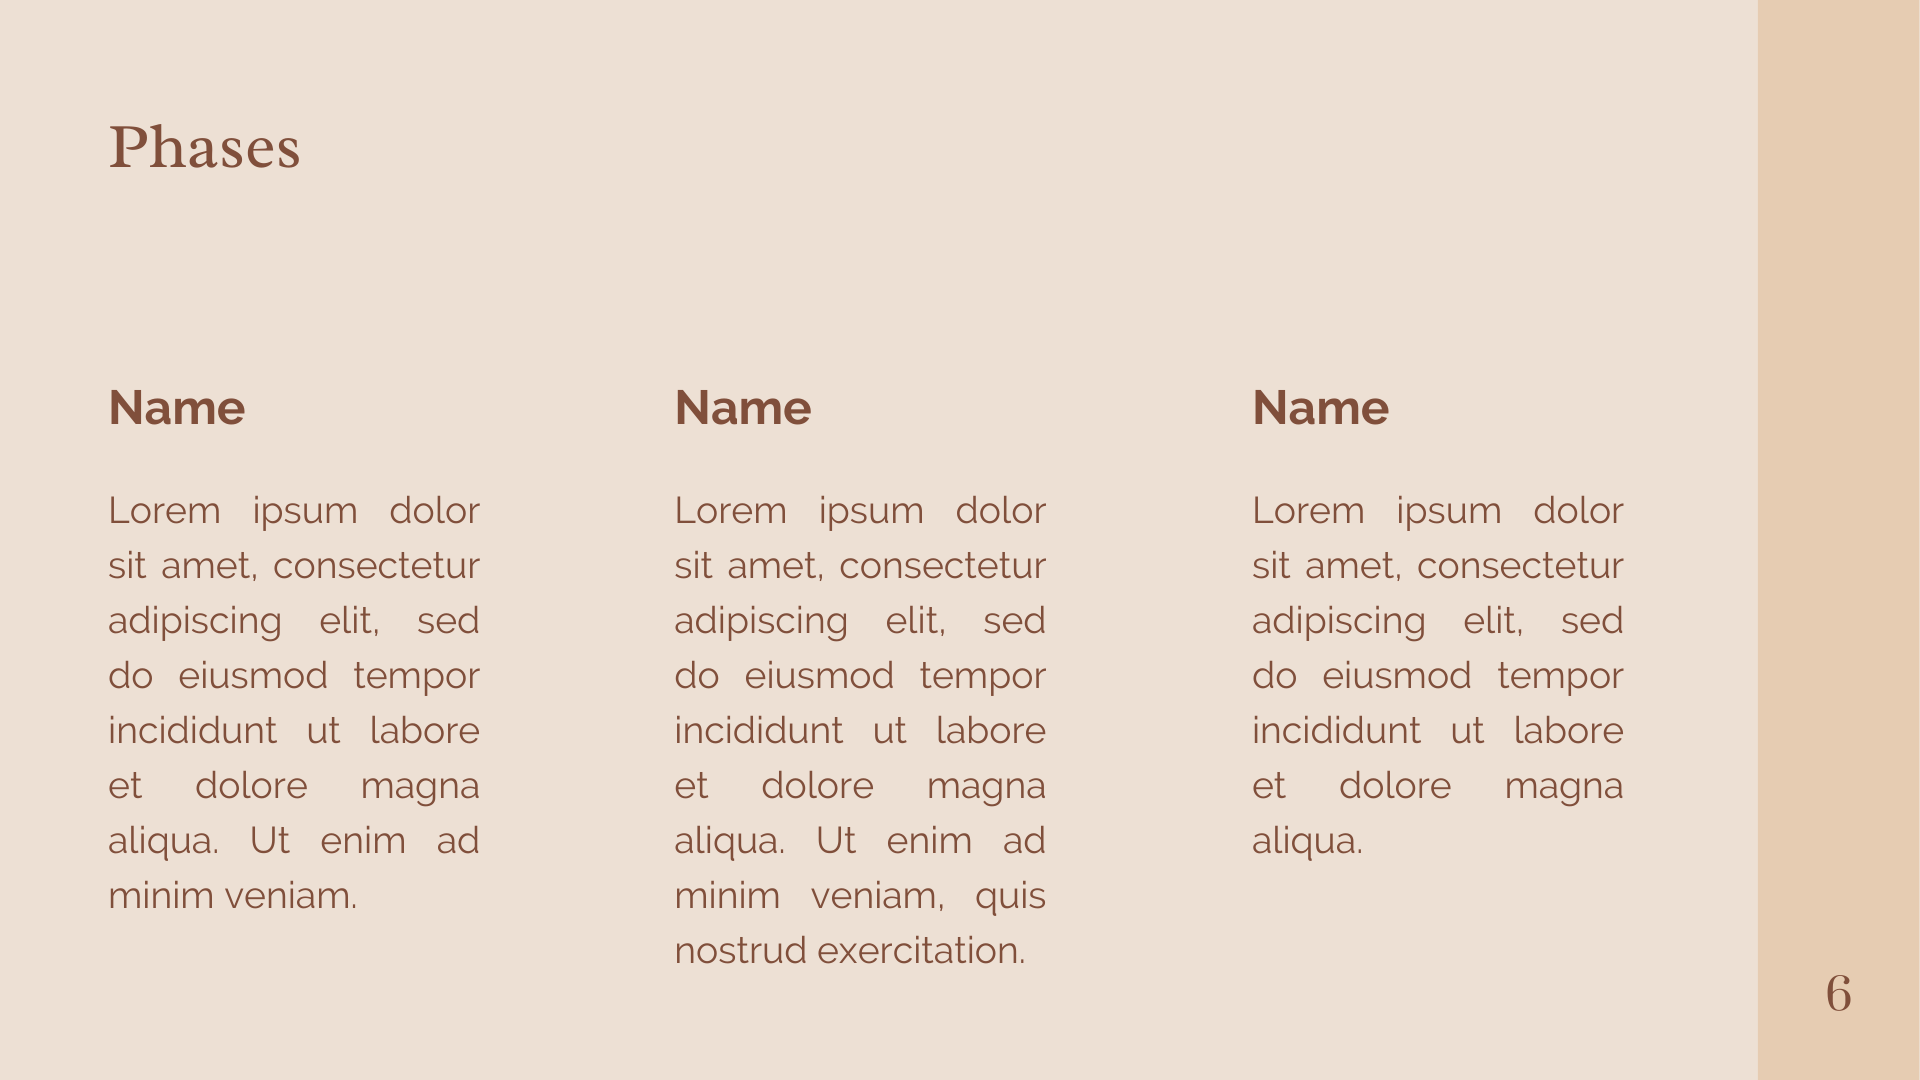 Phases
Name
Lorem ipsum dolor
sit amet, consectetur
adipiscing elit, sed
do eiusmod tempor
incididunt ut labore
et dolore magna
aliqua. Ut enim ad
minim veniam.
Name
Lorem ipsum dolor
sit amet, consectetur
adipiscing elit, sed
do eiusmod tempor
incididunt ut labore
et dolore magna
aliqua. Ut enim ad
minim veniam, quis
nostrud exercitation.
Name
Lorem ipsum dolor
sit amet, consectetur
adipiscing elit, sed
do eiusmod tempor
incididunt ut labore
et dolore magna
aliqua.
6